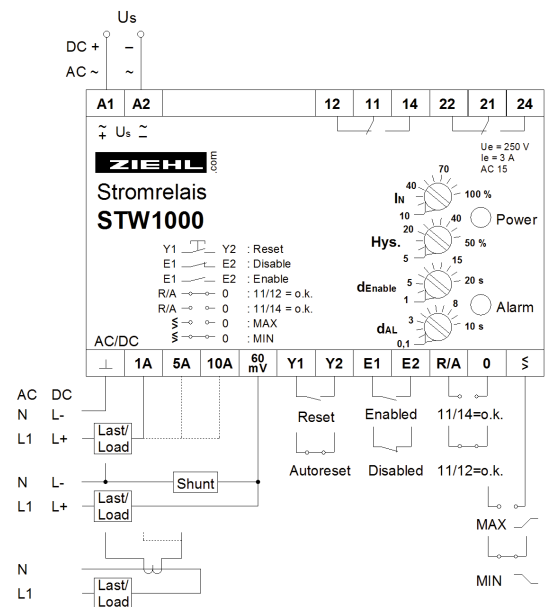 Us
DC + –
AC ~ ~
A1 A2 12 11 14 22 21 24
~ + Us ~ –
ZIEHL.com
Ue = 250 V
Ie = 3 A
AC 15
Stromrelais
STW1000
IN 10 40 70 100 %
Power
Hys. 5 20 40 50 %
Y1 Y2 : Reset
E1 E2 : Disable
E1 E2 : Enable
R/A 0 : 11/12 = o.k.
R/A 0 : 11/14 = o.k.
≶ 0 : MAX
≶ 0 : MIN
dEnable 1 5 15 20 s
Alarm
dAL 0,1 3 8 10 s
AC/DC
⊥ 1A 5A 10A 60 mV Y1 Y2 E1 E2 R/A 0 ≶
AC DC
N L-
L1 L+ Last/
Load
Reset Enabled 11/14=o.k.
Autoreset Disabled 11/12=o.k.
N L- Shunt
L1 L+ Last/
Load
MAX
MIN
N
L1 Last/
Load